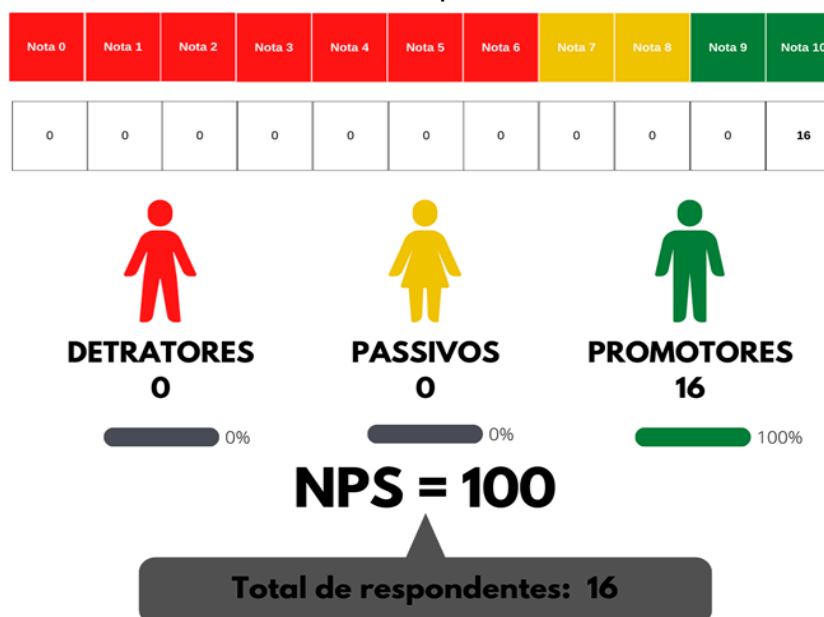 Nota 0 Nota 1 Nota 2 Nota 3 Nota 4 Nota 5 Nota 6 Nota 7 Nota 8 Nota 9 Nota 10
0 0 0 0 0 0 0 0 0 0 16
DETRATORES PASSIVOS PROMOTORES
0 0 16
0% 0% 100%
NPS = 100
Total de respondentes: 16